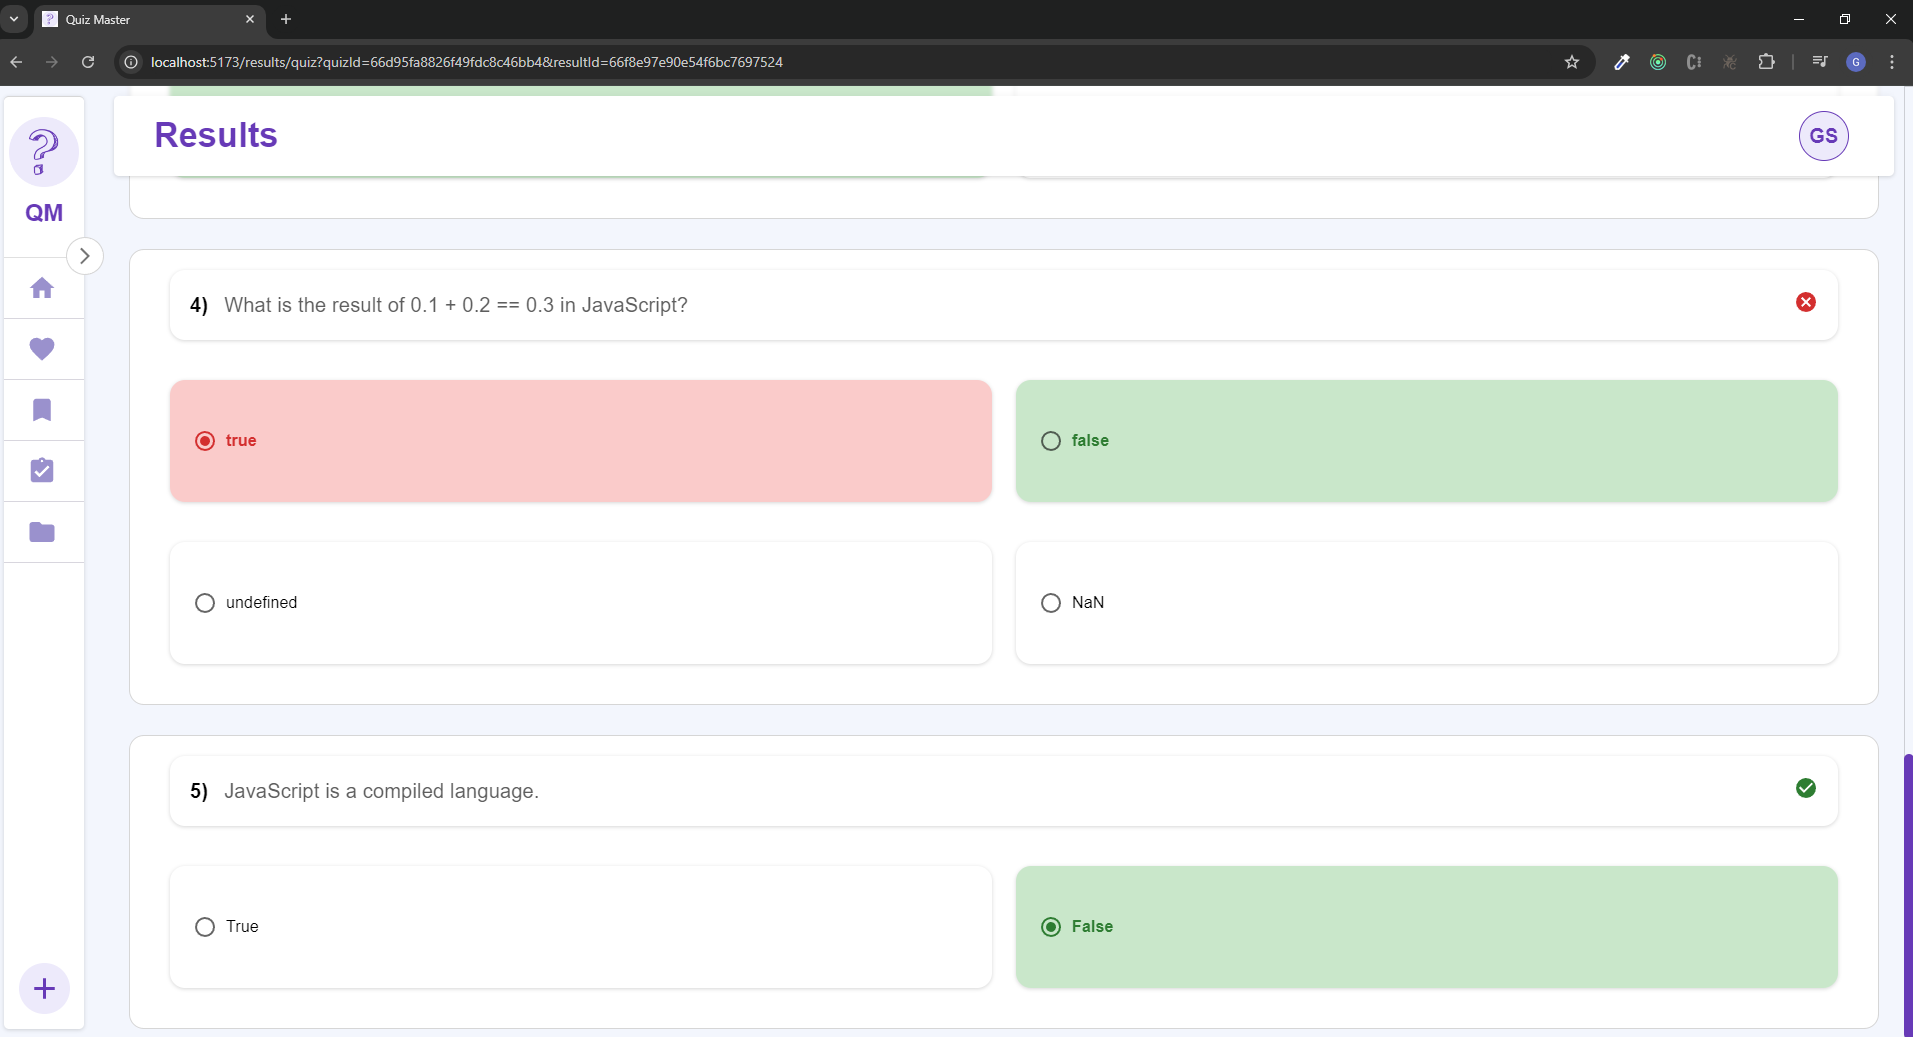 Quiz Master
localhost:5173/results/quiz?quizId=66d95fa8826f49fdc8c46bb4&resultId=66f8e97e90e54f6bc7697524
G
Results
GS
?
QM
4) What is the result of 0.1 + 0.2 == 0.3 in JavaScript?
true
false
undefined
NaN
5) JavaScript is a compiled language.
True
False